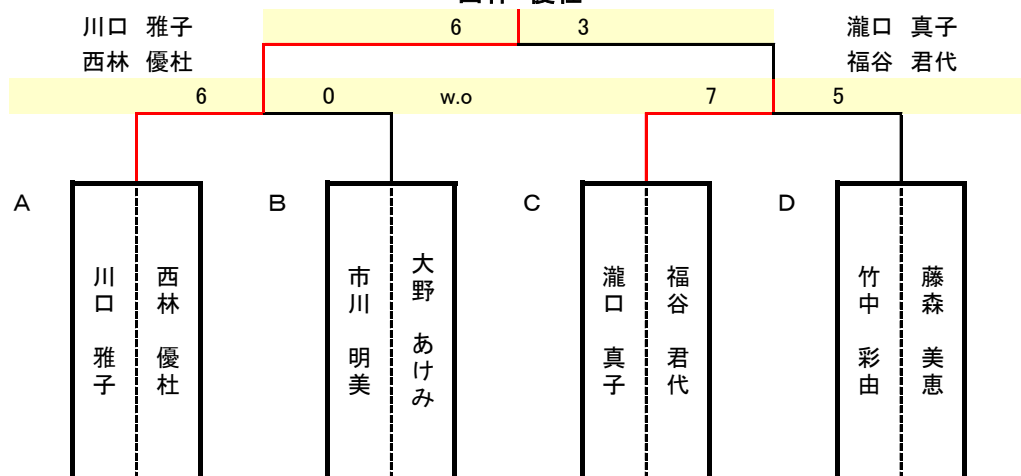 川口 雅子 6 3 瀧口 真子
西林 優杜 福谷 君代
6 0 w.o 7 5
A B C D
川口 雅子
西林 優杜
市川 明美
大野 あけみ
瀧口 真子
福谷 君代
竹中 彩由
藤森 美恵